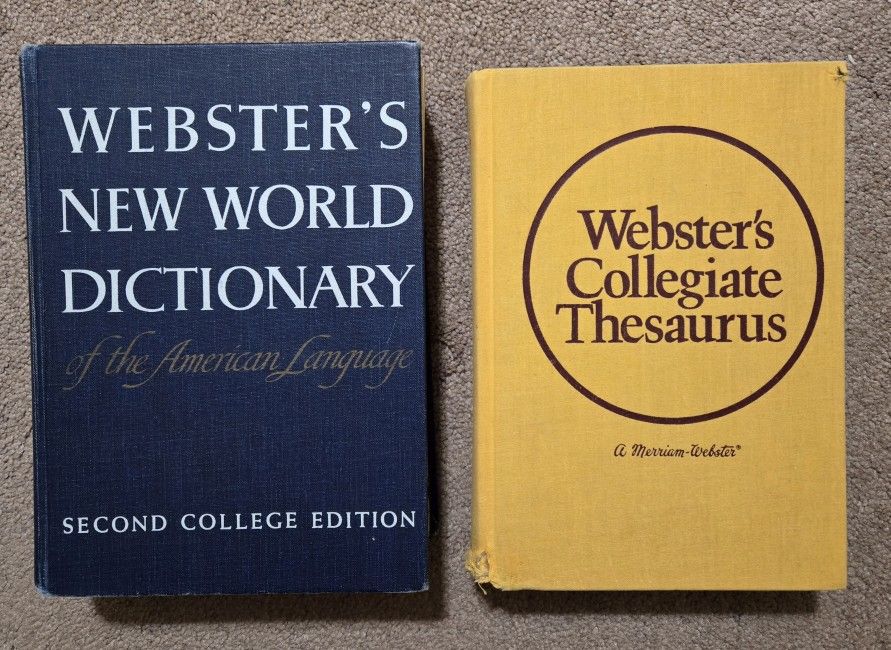 WEBSTER'S
NEW WORLD
DICTIONARY
of the American Language
SECOND COLLEGE EDITION
Webster's
Collegiate
Thesaurus
A Merriam-Webster®